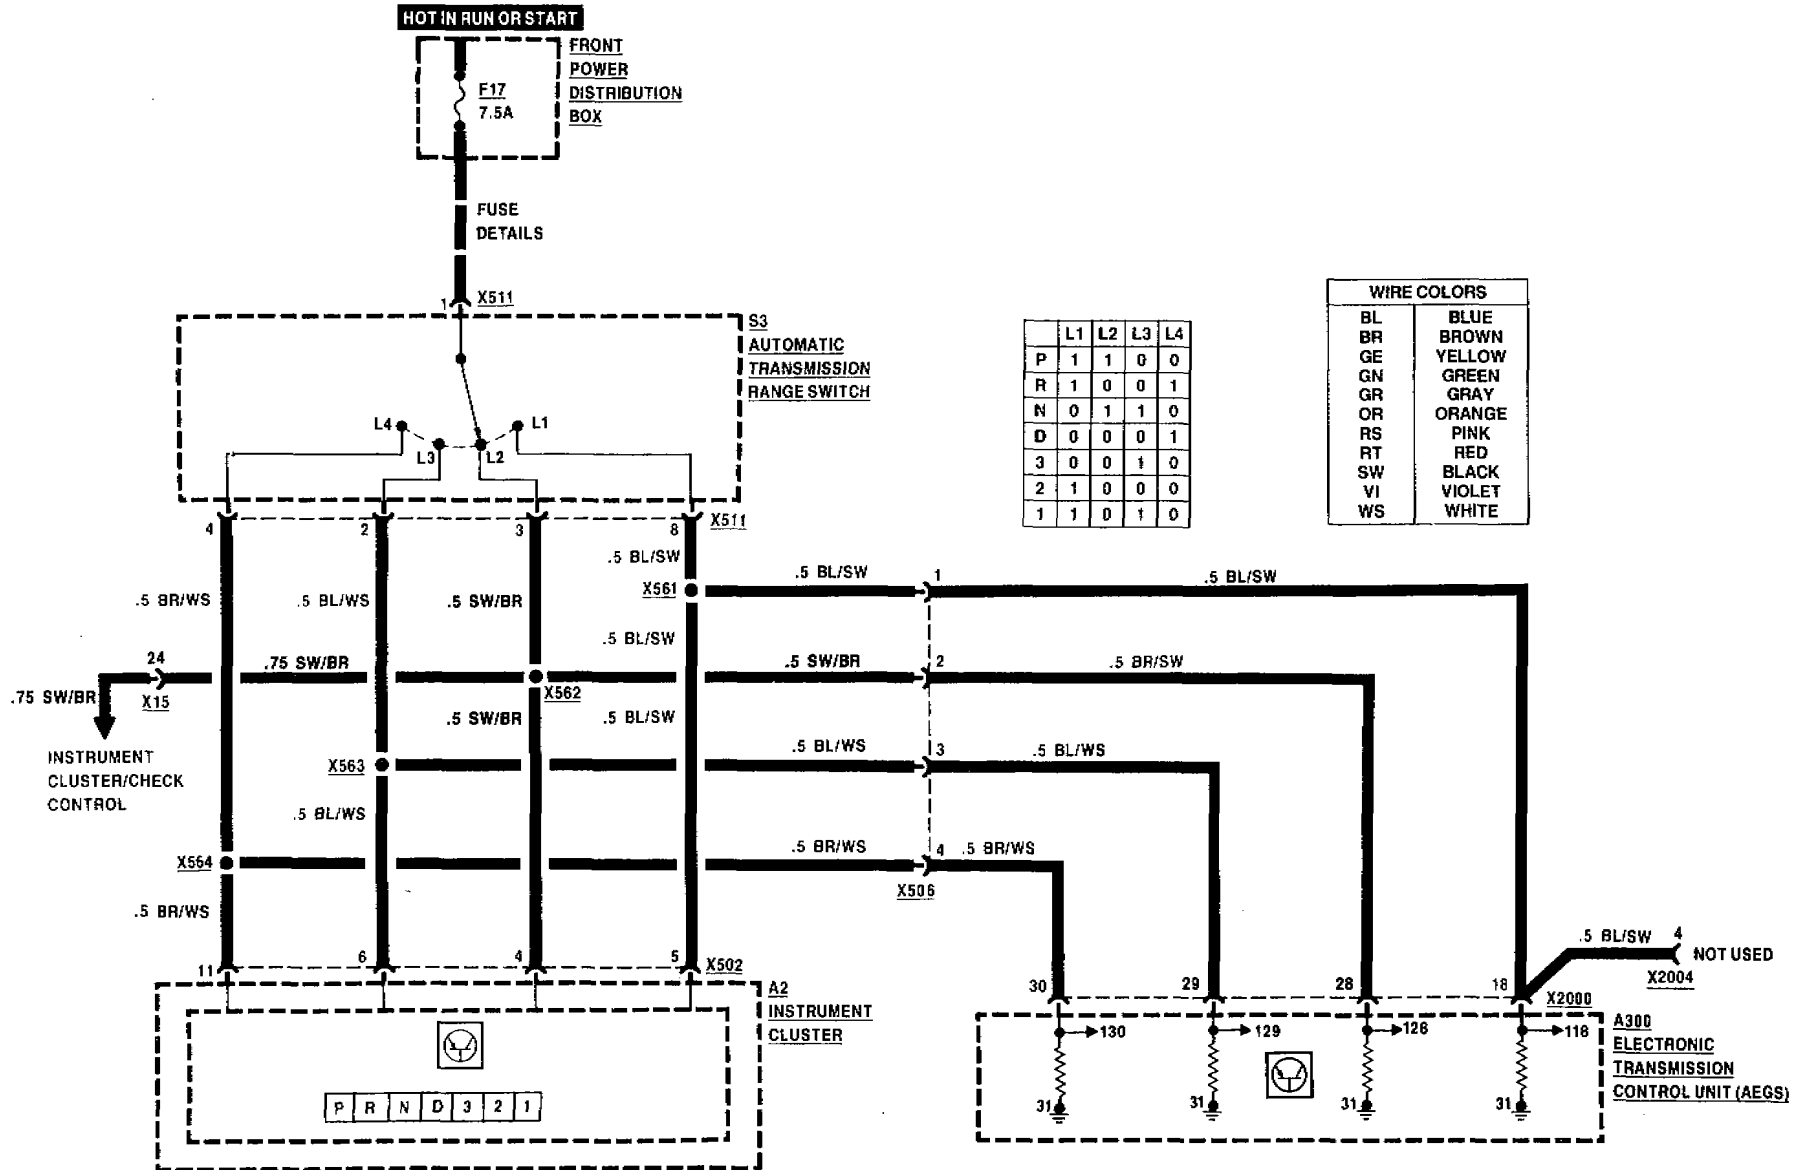 HOT IN RUN OR START
FRONT
POWER
DISTRIBUTION
BOX
F17
7.5A
FUSE
DETAILS
1
X511
S3
AUTOMATIC
TRANSMISSION
RANGE SWITCH
L4
L3
L2
L1
L1 L2 L3 L4
P 1 1 0 0
R 1 0 0 1
N 0 1 1 0
D 0 0 0 1
3 0 0 1 0
2 1 0 0 0
1 1 0 1 0
WIRE COLORS
BL BLUE
BR BROWN
GE YELLOW
GN GREEN
GR GRAY
OR ORANGE
RS PINK
RT RED
SW BLACK
VI VIOLET
WS WHITE
4 2 3 8 X511
.5 BL/SW
.5 BR/WS .5 BL/WS .5 SW/BR X561 .5 BL/SW 1 .5 BL/SW
.5 BL/SW
24 .75 SW/BR .5 SW/BR 2 .5 BR/SW
.75 SW/BR X15 X562
.5 SW/BR .5 BL/SW
INSTRUMENT
CLUSTER/CHECK
CONTROL
X563 .5 BL/WS 3 .5 BL/WS
.5 BL/WS
X564 .5 BR/WS 4 .5 BR/WS
X506
.5 BR/WS
.5 BL/SW 4 NOT USED
X2004
11 6 4 5 X502
A2
INSTRUMENT
CLUSTER
P R N D 3 2 1
30 29 28 18 X2000
130 129 128 118
A300
ELECTRONIC
TRANSMISSION
CONTROL UNIT (AEGS)
31 31 31 31